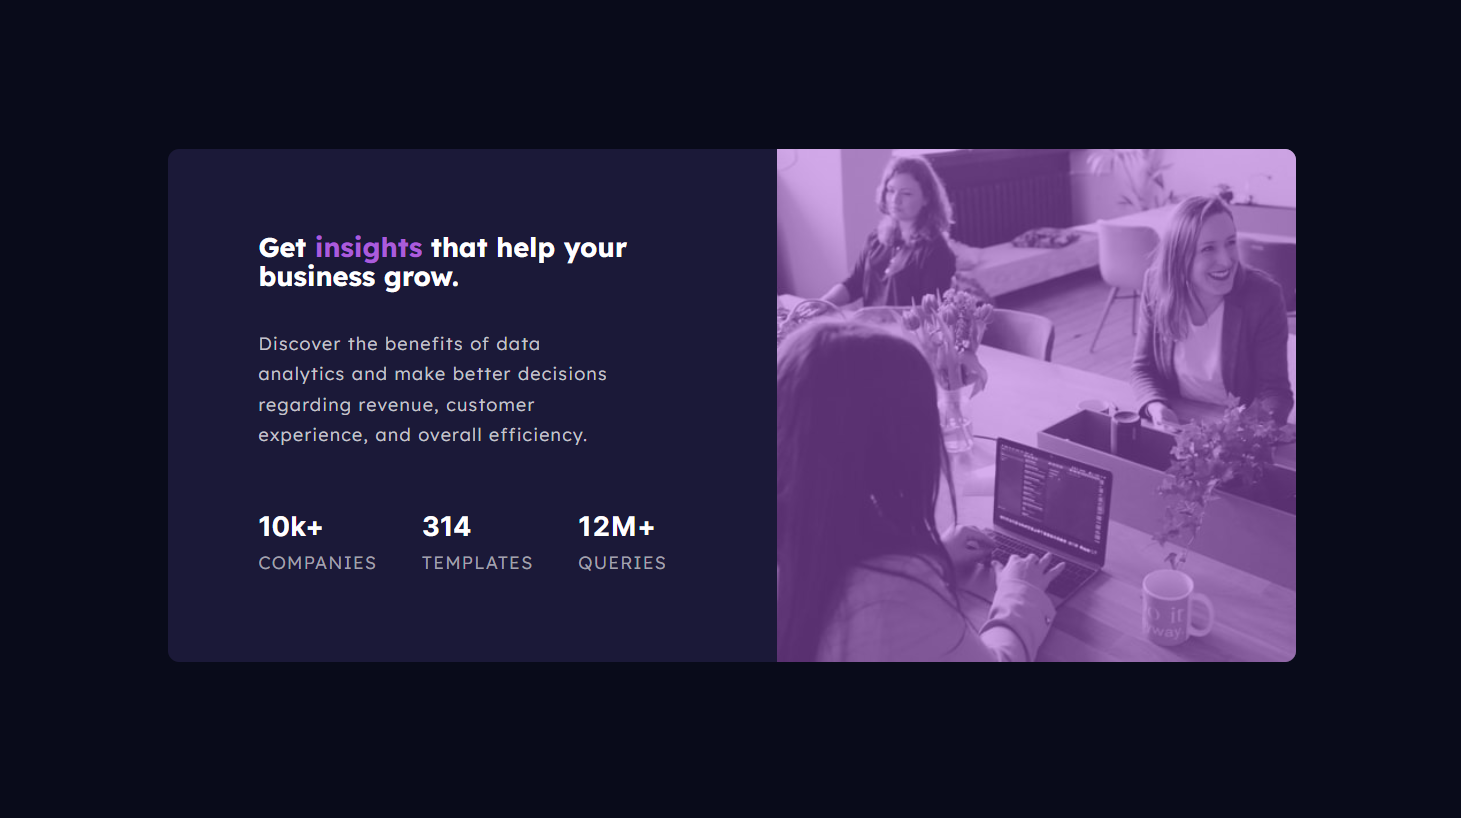 Get insights that help your
business grow.
Discover the benefits of data
analytics and make better decisions
regarding revenue, customer
experience, and overall efficiency.
10k+ 314 12M+
COMPANIES TEMPLATES QUERIES